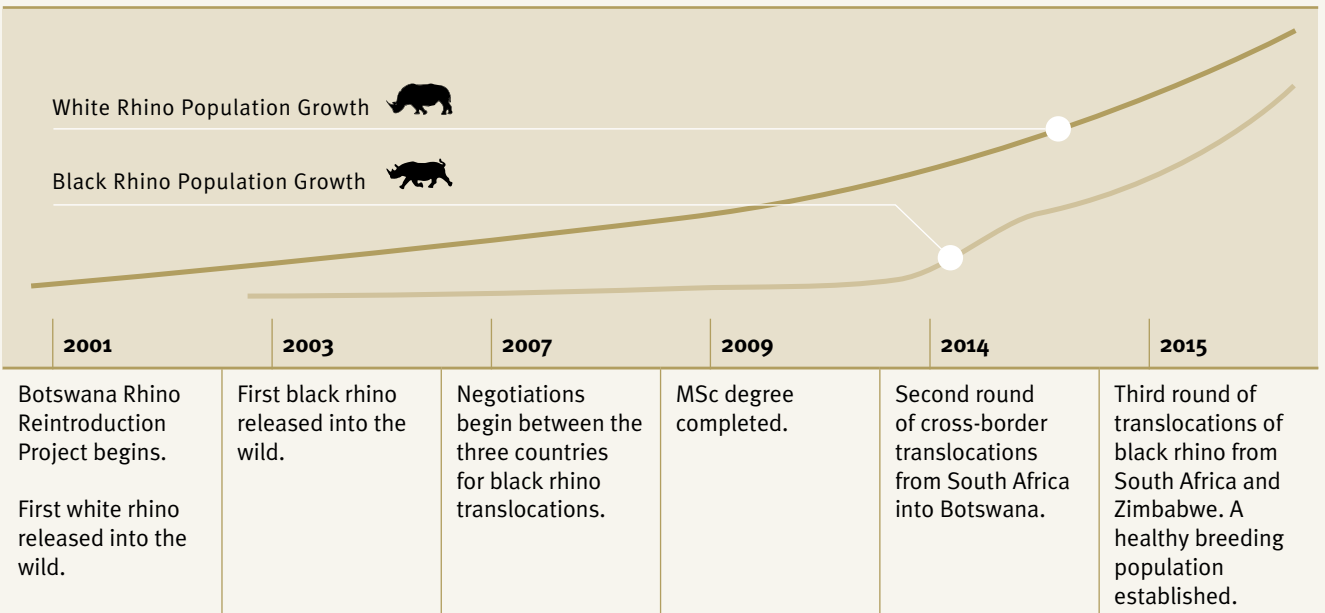 White Rhino Population Growth
Black Rhino Population Growth
2001
2003
2007
2009
2014
2015
Botswana Rhino
Reintroduction
Project begins.
First white rhino
released into the
wild.
First black rhino
released into the
wild.
Negotiations
begin between the
three countries
for black rhino
translocations.
MSc degree
completed.
Second round
of cross-border
translocations
from South Africa
into Botswana.
Third round of
translocations of
black rhino from
South Africa and
Zimbabwe. A
healthy breeding
population
established.